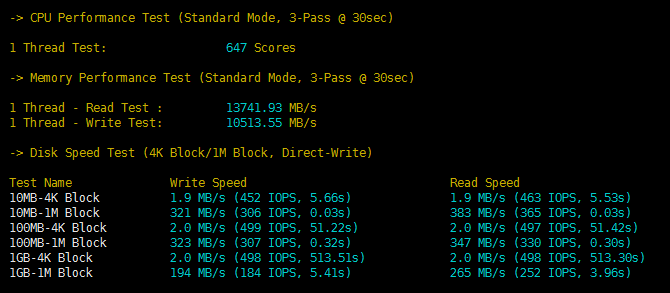 -> CPU Performance Test (Standard Mode, 3-Pass @ 30sec)
1 Thread Test: 647 Scores
-> Memory Performance Test (Standard Mode, 3-Pass @ 30sec)
1 Thread - Read Test : 13741.93 MB/s
1 Thread - Write Test: 10513.55 MB/s
-> Disk Speed Test (4K Block/1M Block, Direct-Write)
Test Name Write Speed Read Speed
10MB-4K Block 1.9 MB/s (452 IOPS, 5.66s) 1.9 MB/s (463 IOPS, 5.53s)
10MB-1M Block 321 MB/s (306 IOPS, 0.03s) 383 MB/s (365 IOPS, 0.03s)
100MB-4K Block 2.0 MB/s (499 IOPS, 51.22s) 2.0 MB/s (497 IOPS, 51.42s)
100MB-1M Block 323 MB/s (307 IOPS, 0.32s) 347 MB/s (330 IOPS, 0.30s)
1GB-4K Block 2.0 MB/s (498 IOPS, 513.51s) 2.0 MB/s (498 IOPS, 513.30s)
1GB-1M Block 194 MB/s (184 IOPS, 5.41s) 265 MB/s (252 IOPS, 3.96s)